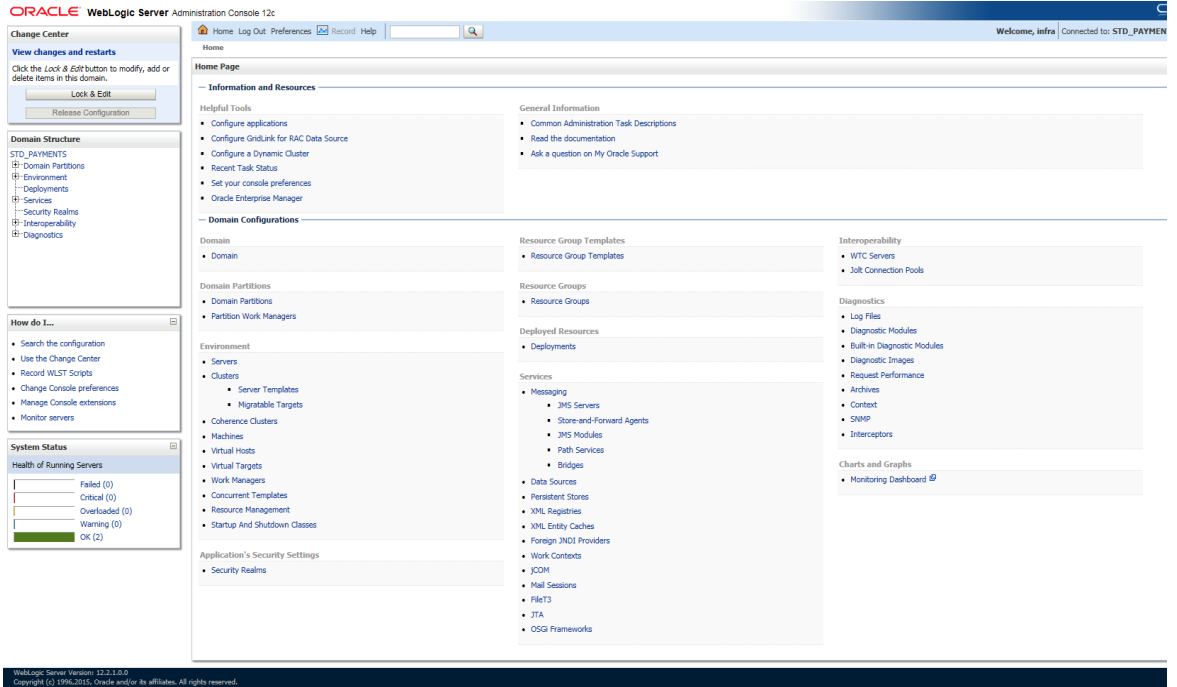 ORACLE WebLogic Server Administration Console 12c
Change Center
View changes and restarts
Click the Lock & Edit button to modify, add or
delete items in this domain.
Lock & Edit
Release Configuration
Domain Structure
STD_PAYMENTS
Domain Partitions
Environment
Deployments
Services
Security Realms
Interoperability
Diagnostics
How do I...
Search the configuration
Use the Change Center
Record WLST Scripts
Change Console preferences
Manage Console extensions
Monitor servers
System Status
Health of Running Servers
Failed (0)
Critical (0)
Overloaded (0)
Warning (0)
OK (2)
Home Log Out Preferences Record Help
Welcome, infra Connected to: STD_PAYMEN
Home
Home Page
Information and Resources
Helpful Tools
Configure applications
Configure GridLink for RAC Data Source
Configure a Dynamic Cluster
Recent Task Status
Set your console preferences
Oracle Enterprise Manager
General Information
Common Administration Task Descriptions
Read the documentation
Ask a question on My Oracle Support
Domain Configurations
Domain
Domain
Domain Partitions
Domain Partitions
Partition Work Managers
Environment
Servers
Clusters
Server Templates
Migratable Targets
Coherence Clusters
Machines
Virtual Hosts
Virtual Targets
Work Managers
Concurrent Templates
Resource Management
Startup And Shutdown Classes
Application's Security Settings
Security Realms
Resource Group Templates
Resource Group Templates
Resource Groups
Resource Groups
Deployed Resources
Deployments
Services
Messaging
JMS Servers
Store-and-Forward Agents
JMS Modules
Path Services
Bridges
Data Sources
Persistent Stores
XML Registries
XML Entity Caches
Foreign JNDI Providers
Work Contexts
jCOM
Mail Sessions
FileT3
JTA
OSGi Frameworks
Interoperability
WTC Servers
Jolt Connection Pools
Diagnostics
Log Files
Diagnostic Modules
Built-in Diagnostic Modules
Diagnostic Images
Request Performance
Archives
Context
SNMP
Interceptors
Charts and Graphs
Monitoring Dashboard
WebLogic Server Version: 12.2.1.0.0
Copyright (c) 1996,2015, Oracle and/or its affiliates. All rights reserved.